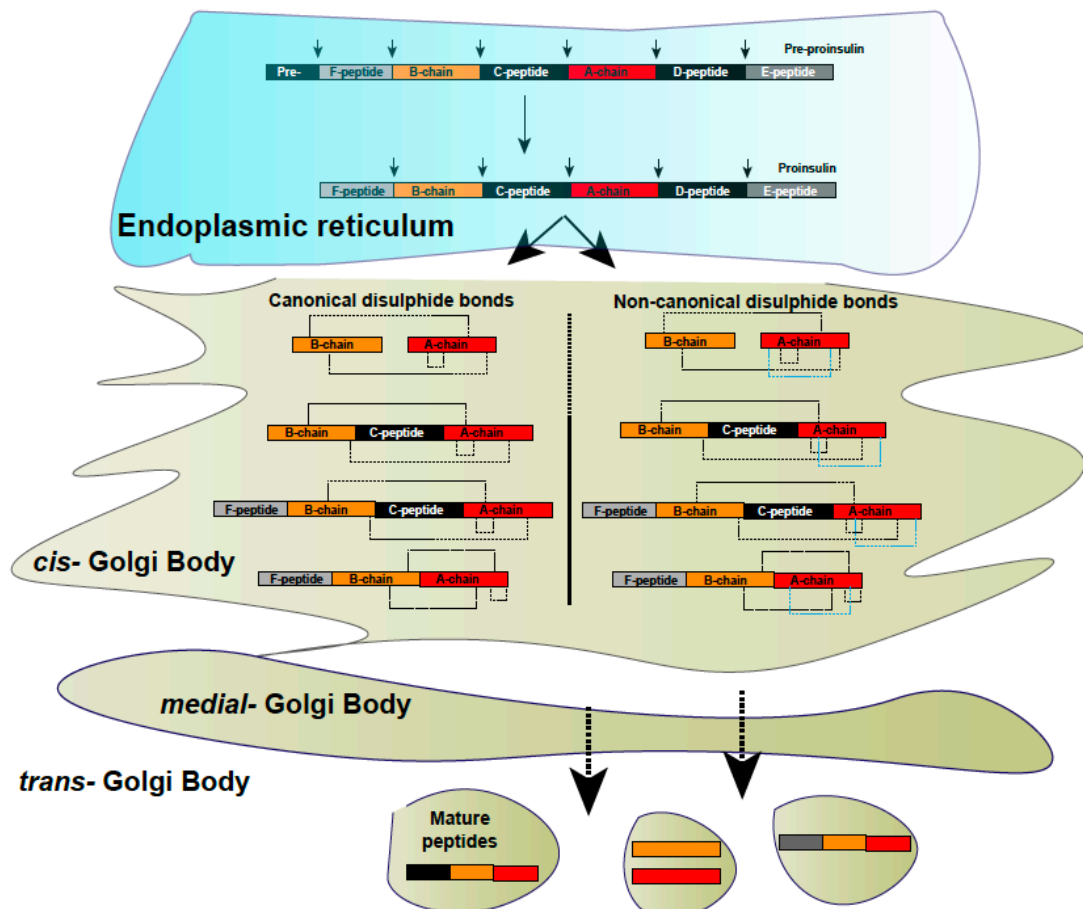 Pre-proinsulin
Pre- F-peptide B-chain C-peptide A-chain D-peptide E-peptide
Proinsulin
F-peptide B-chain C-peptide A-chain D-peptide E-peptide
Endoplasmic reticulum
Canonical disulphide bonds
B-chain A-chain
B-chain C-peptide A-chain
F-peptide B-chain C-peptide A-chain
F-peptide B-chain A-chain
Non-canonical disulphide bonds
B-chain A-chain
B-chain C-peptide A-chain
F-peptide B-chain C-peptide A-chain
F-peptide B-chain A-chain
cis- Golgi Body
medial- Golgi Body
trans- Golgi Body
Mature
peptides